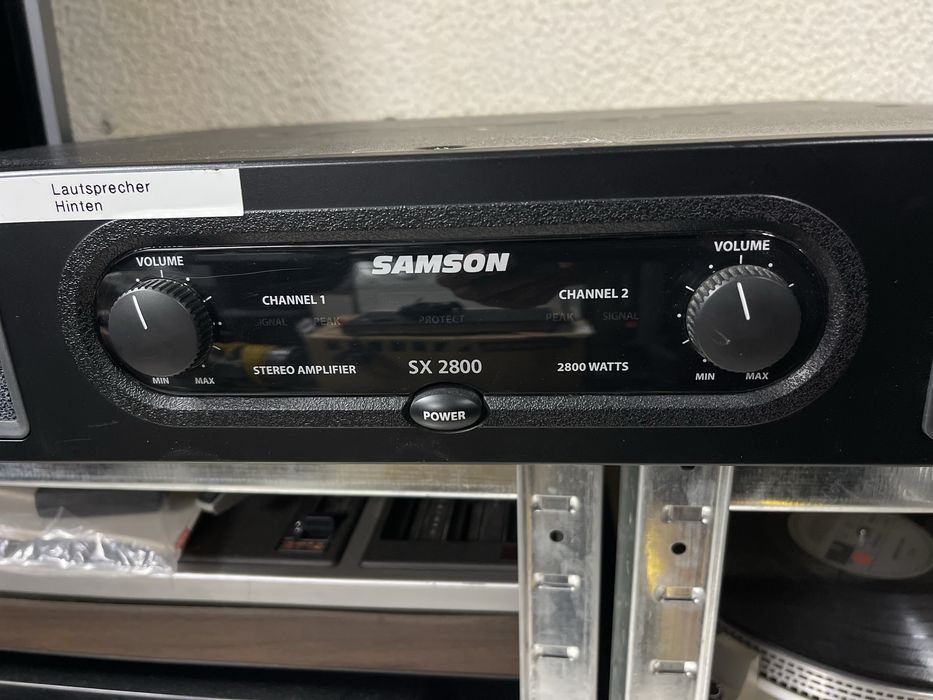 Lautsprecher
Hinten
VOLUME
SAMSON
VOLUME
CHANNEL 1
CHANNEL 2
SIGNAL PEAK
PROTECT
PEAK SIGNAL
MIN MAX
STEREO AMPLIFIER
SX 2800
2800 WATTS
MIN MAX
POWER